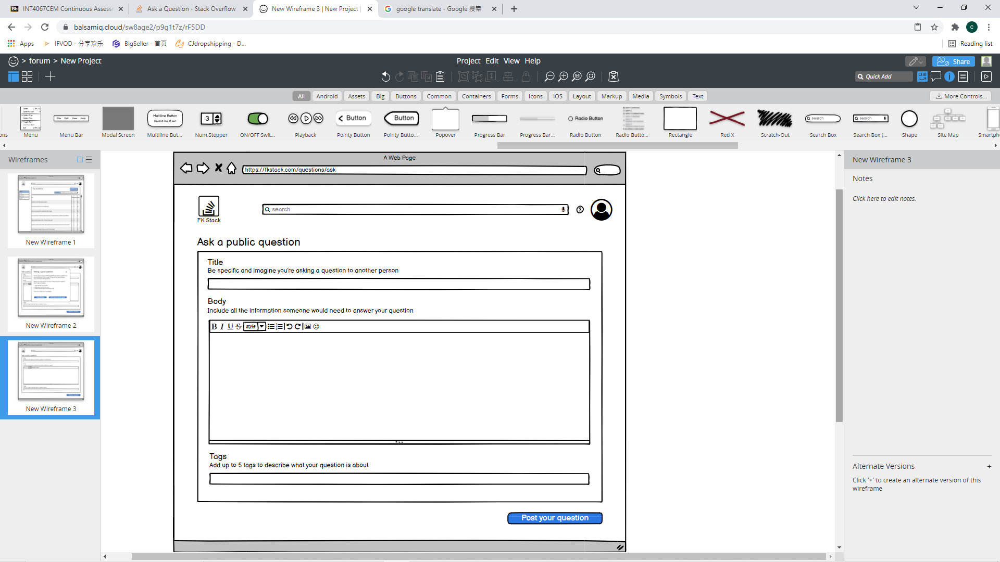 INT4067CEM Continuous Assessm
Ask a Question - Stack Overflow
New Wireframe 3 | New Project |
google translate - Google 搜索
balsamiq.cloud/sw8age2/p9g1t7z/rF5DD
Apps
IFVOD - 分享欢乐
BigSeller - 首页
CJdropshipping - D...
Reading list
> forum > New Project
Project Edit View Help
Share
Quick Add
All Android Assets Big Buttons Common Containers Forms Icons iOS Layout Markup Media Symbols Text
More Controls...
ons
Menu
Menu Bar
Modal Screen
Multiline Button
Second line of text
Multiline But...
3
Num.Stepper
ON/OFF Swit...
Playback
Button
Pointy Button
Button
Pointy Butto...
Popover
Progress Bar
Progress Bar...
Radio Button
Radio Button
Radio Butto...
Rectangle
Red X
Scratch-Out
search
Search Box
search
Search Box (...
Shape
Site Map
Smartph
Wireframes
New Wireframe 1
New Wireframe 2
New Wireframe 3
A Web Page
https://fkstack.com/questions/ask
FK Stack
search
Ask a public question
Title
Be specific and imagine you're asking a question to another person
Body
Include all the information someone would need to answer your question
B I U S style
Tags
Add up to 5 tags to describe what your question is about
Post your question
New Wireframe 3
Notes
Click here to edit notes.
Alternate Versions +
Click '+' to create an alternate version of this
wireframe